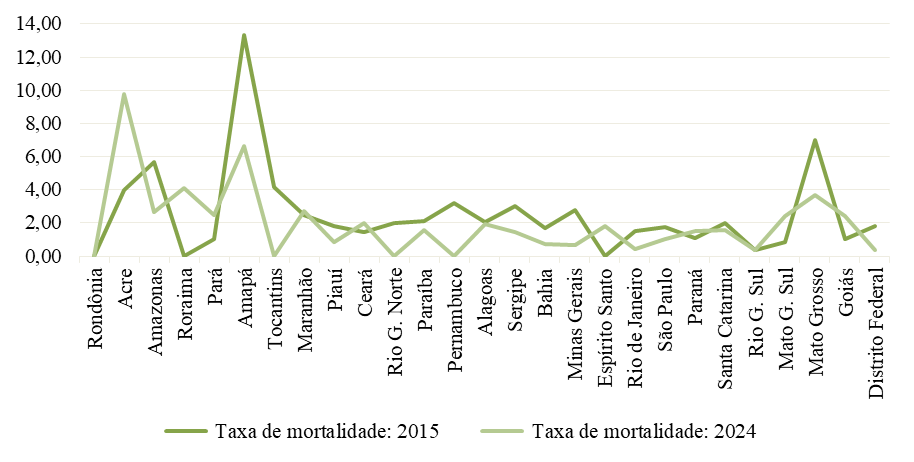 14,00
12,00
10,00
8,00
6,00
4,00
2,00
0,00
Rondônia
Acre
Amazonas
Roraima
Pará
Amapá
Tocantins
Maranhão
Piauí
Ceará
Rio G. Norte
Paraíba
Pernambuco
Alagoas
Sergipe
Bahia
Minas Gerais
Espírito Santo
Rio de Janeiro
São Paulo
Paraná
Santa Catarina
Rio G. Sul
Mato G. Sul
Mato Grosso
Goiás
Distrito Federal
Taxa de mortalidade: 2015
Taxa de mortalidade: 2024